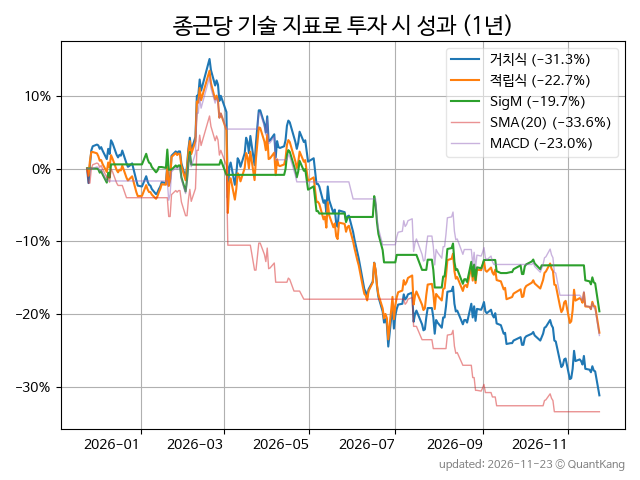 종근당 기술 지표로 투자 시 성과 (1년)
거치식 (−31.3%)
적립식 (−22.7%)
SigM (−19.7%)
SMA(20) (−33.6%)
MACD (−23.0%)
10%
0%
−10%
−20%
−30%
2026-01 2026-03 2026-05 2026-07 2026-09 2026-11
updated: 2026-11-23 © QuantKang